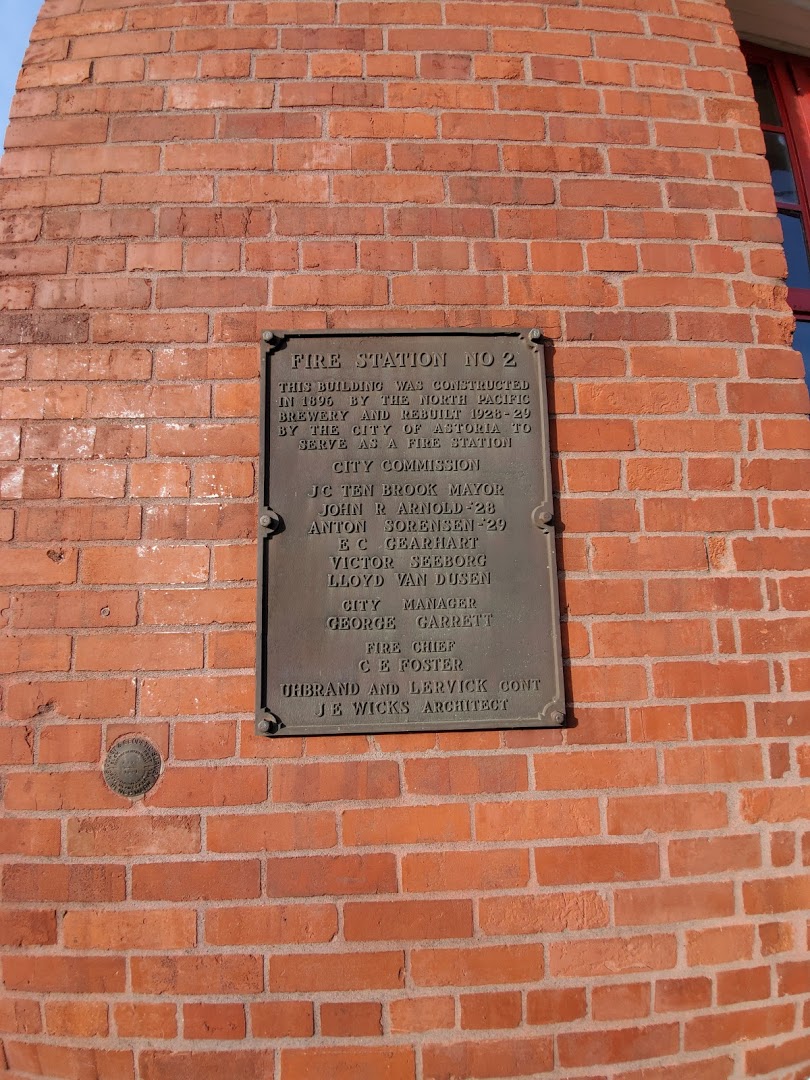 FIRE STATION NO 2
THIS BUILDING WAS CONSTRUCTED
IN 1896 BY THE NORTH PACIFIC
BREWERY AND REBUILT 1928-29
BY THE CITY OF ASTORIA TO
SERVE AS A FIRE STATION
CITY COMMISSION
J C TEN BROOK MAYOR
JOHN R ARNOLD-'28
ANTON SORENSEN-'29
E C GEARHART
VICTOR SEEBORG
LLOYD VAN DUSEN
CITY MANAGER
GEORGE GARRETT
FIRE CHIEF
C E FOSTER
UHBRAND AND LERVICK CONT
J E WICKS ARCHITECT